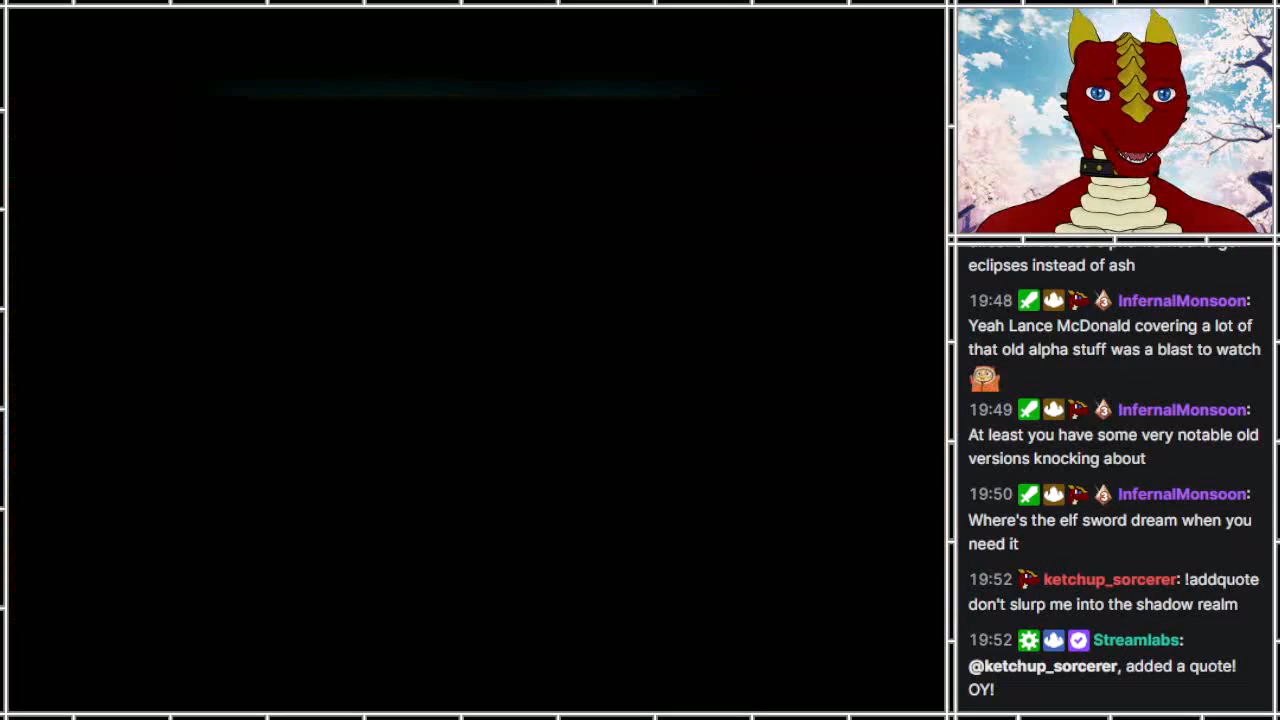 eclipses instead of ash
19:48 InfernalMonsoon:
Yeah Lance McDonald covering a lot of
that old alpha stuff was a blast to watch
19:49 InfernalMonsoon:
At least you have some very notable old
versions knocking about
19:50 InfernalMonsoon:
Where's the elf sword dream when you
need it
19:52 ketchup_sorcerer: !addquote
don't slurp me into the shadow realm
19:52 Streamlabs:
@ketchup_sorcerer, added a quote!
OY!